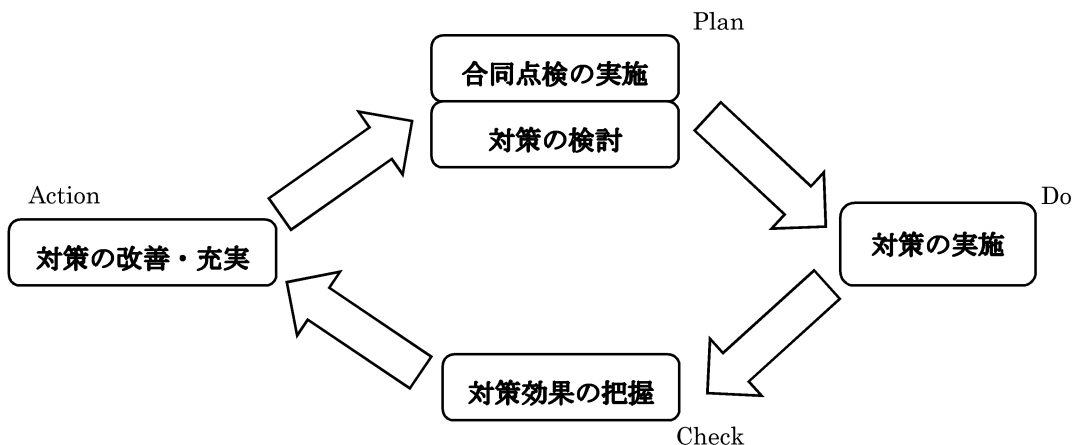 Plan
合同点検の実施
対策の検討
Action
Do
対策の改善・充実
対策の実施
対策効果の把握
Check